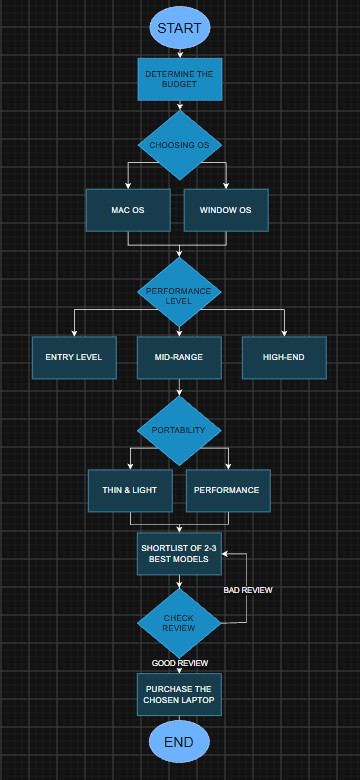 START
DETERMINE THE
BUDGET
CHOOSING OS
MAC OS
WINDOW OS
PERFORMANCE
LEVEL
ENTRY LEVEL
MID-RANGE
HIGH-END
PORTABILITY
THIN & LIGHT
PERFORMANCE
SHORTLIST OF 2-3
BEST MODELS
BAD REVIEW
CHECK
REVIEW
GOOD REVIEW
PURCHASE THE
CHOSEN LAPTOP
END